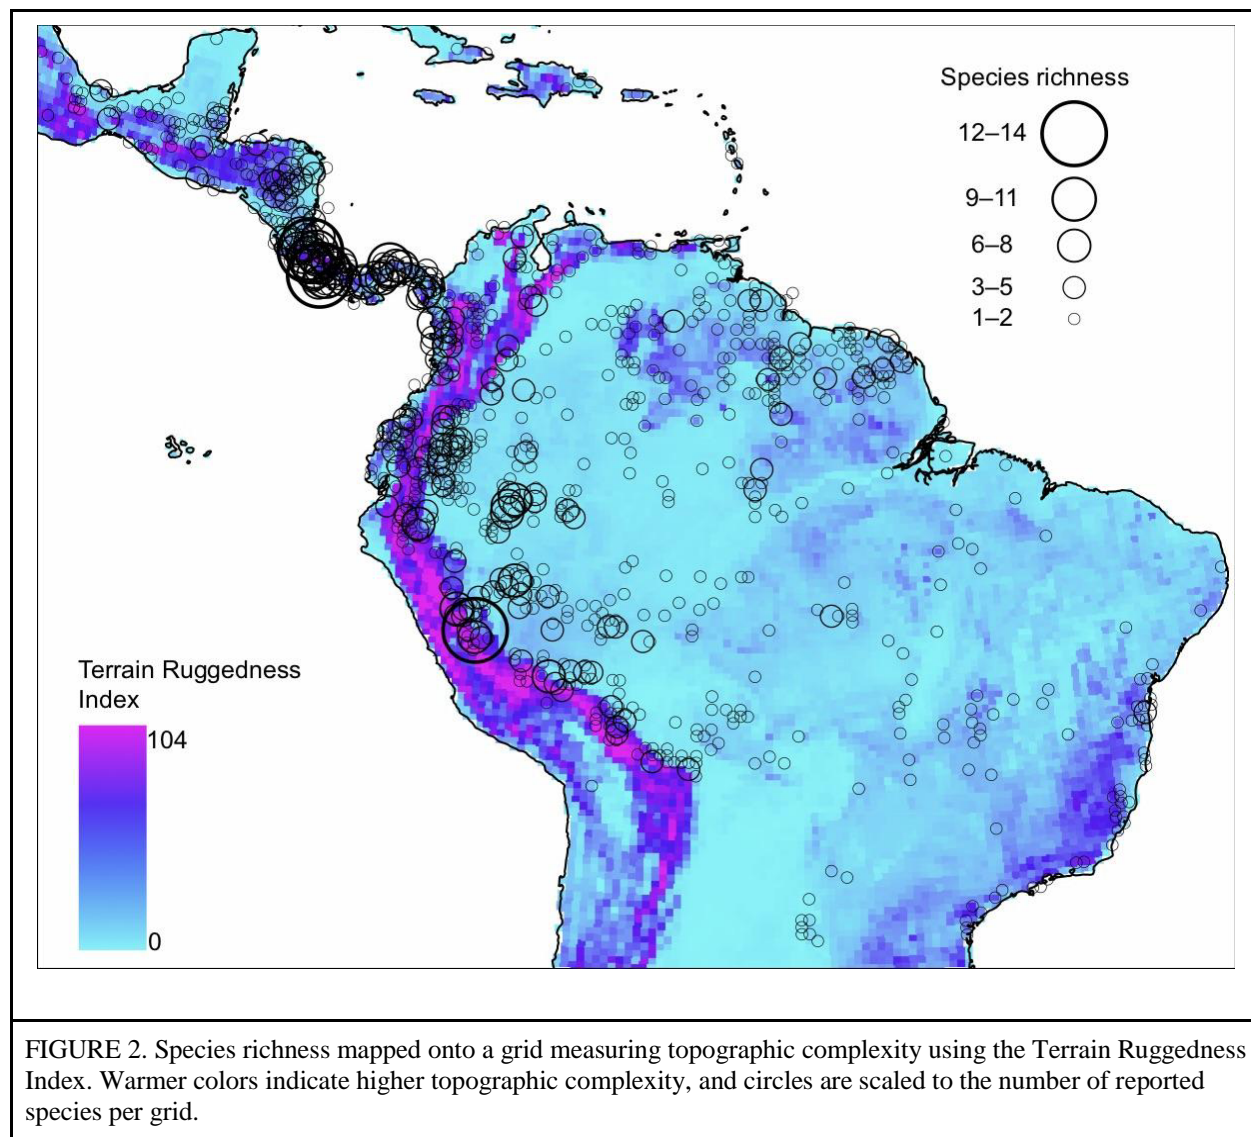 Species richness
12–14
9–11
6–8
3–5
1–2
Terrain Ruggedness
Index
104
0
FIGURE 2. Species richness mapped onto a grid measuring topographic complexity using the Terrain Ruggedness
Index. Warmer colors indicate higher topographic complexity, and circles are scaled to the number of reported
species per grid.